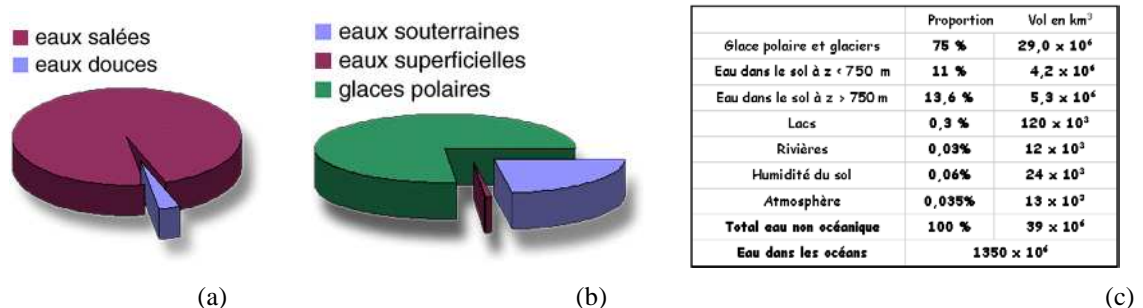 eaux salées
eaux douces
(a)
eaux souterraines
eaux superficielles
glaces polaires
(b)
Proportion Vol en km³
Glace polaire et glaciers 75 % 29,0 x 10⁶
Eau dans le sol à z < 750 m 11 % 4,2 x 10⁶
Eau dans le sol à z > 750 m 13,6 % 5,3 x 10⁶
Lacs 0,3 % 120 x 10³
Rivières 0,03% 12 x 10³
Humidité du sol 0,06% 24 x 10³
Atmosphère 0,035% 13 x 10³
Total eau non océanique 100 % 39 x 10⁶
Eau dans les océans 1350 x 10⁶
(c)